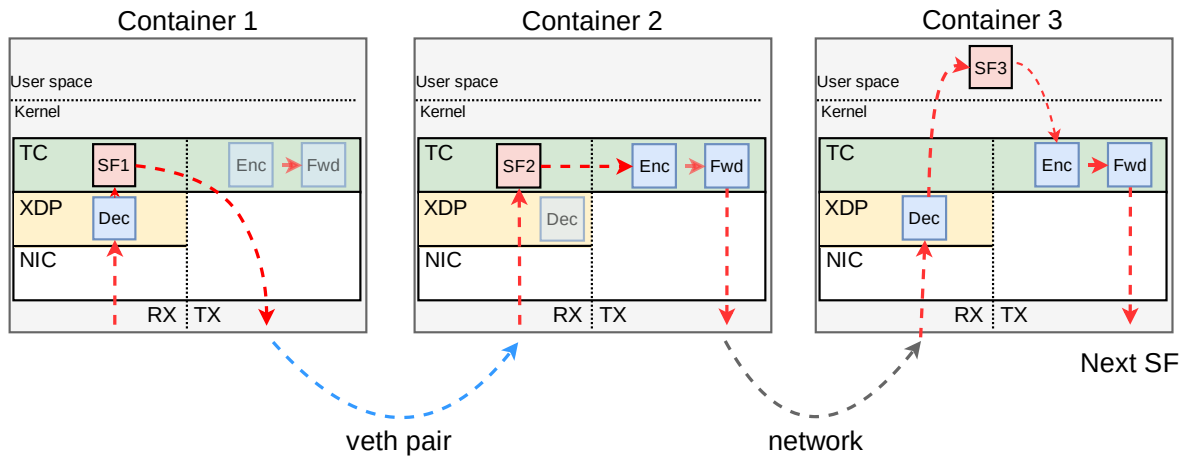 Container 1
User space
Kernel
TC
SF1
Enc
Fwd
XDP
Dec
NIC
RX
TX
Container 2
User space
Kernel
TC
SF2
Enc
Fwd
XDP
Dec
NIC
RX
TX
Container 3
SF3
User space
Kernel
TC
Enc
Fwd
XDP
Dec
NIC
RX
TX
Next SF
veth pair
network